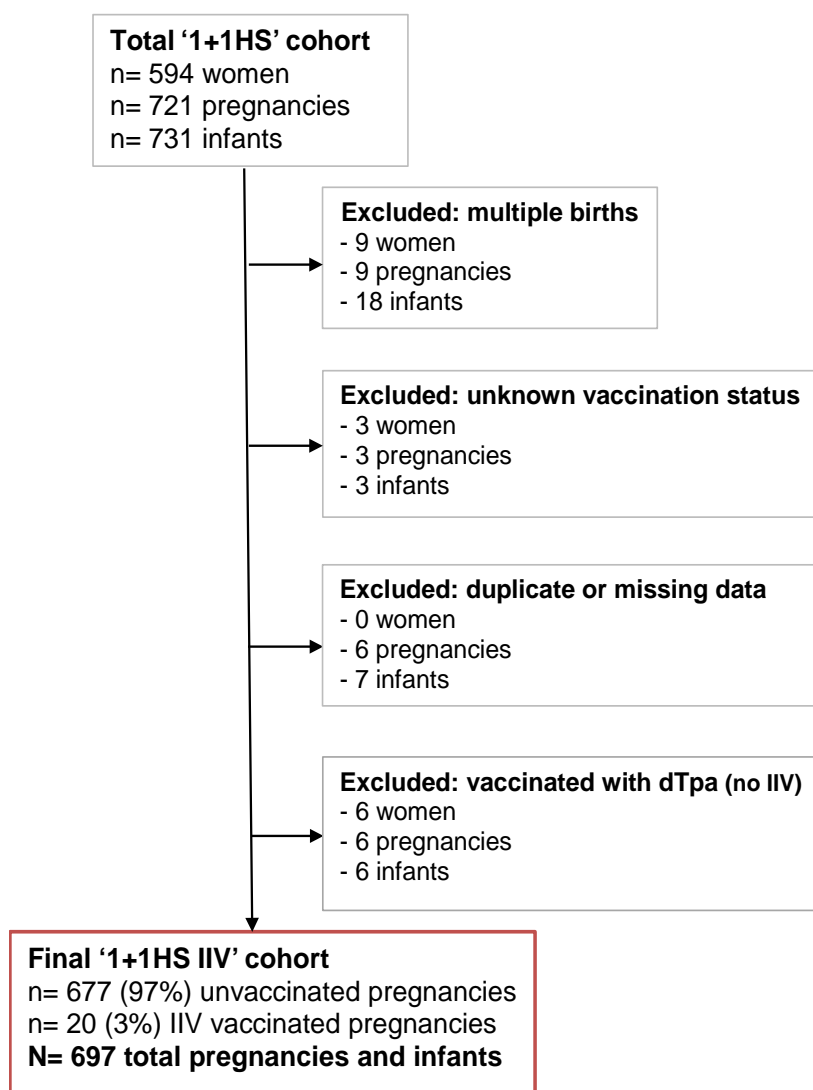 Total ‘1+1HS’ cohort
n= 594 women
n= 721 pregnancies
n= 731 infants
Excluded: multiple births
- 9 women
- 9 pregnancies
- 18 infants
Excluded: unknown vaccination status
- 3 women
- 3 pregnancies
- 3 infants
Excluded: duplicate or missing data
- 0 women
- 6 pregnancies
- 7 infants
Excluded: vaccinated with dTpa (no IIV)
- 6 women
- 6 pregnancies
- 6 infants
Final ‘1+1HS IIV’ cohort
n= 677 (97%) unvaccinated pregnancies
n= 20 (3%) IIV vaccinated pregnancies
N= 697 total pregnancies and infants